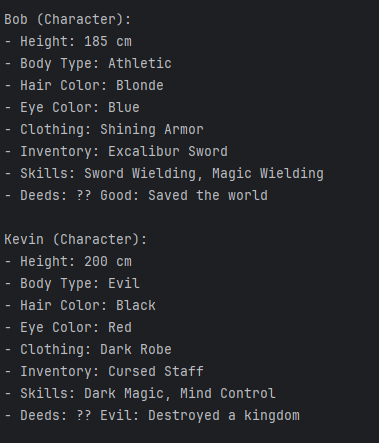 Bob (Character):
- Height: 185 cm
- Body Type: Athletic
- Hair Color: Blonde
- Eye Color: Blue
- Clothing: Shining Armor
- Inventory: Excalibur Sword
- Skills: Sword Wielding, Magic Wielding
- Deeds: ?? Good: Saved the world
Kevin (Character):
- Height: 200 cm
- Body Type: Evil
- Hair Color: Black
- Eye Color: Red
- Clothing: Dark Robe
- Inventory: Cursed Staff
- Skills: Dark Magic, Mind Control
- Deeds: ?? Evil: Destroyed a kingdom